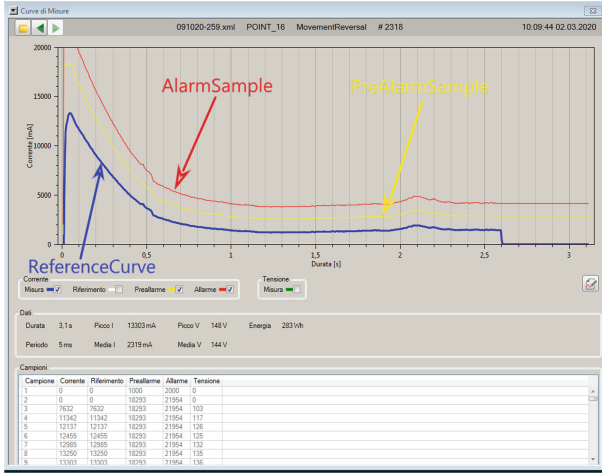 Curve di Misure
091020-259.xml POINT_16 MovementReversal # 2318 10:09:44 02.03.2020
20000
15000
10000
5000
0
Corrente [mA]
AlarmSample
PreAlarmSample
ReferenceCurve
0 0,5 1 1,5 2 2,5 3
Durata [s]
Corrente
Misura Riferimento Preallarme Allarme
Tensione
Misura
Dati
Durata 3,1 s Picco I 13303 mA Picco V 148 V Energia 283 Wh
Periodo 5 ms Media I 2319 mA Media V 144 V
Campioni
Campione Corrente Riferimento Preallarme Allarme Tensione
1 0 0 1000 2000 0
2 0 0 18293 21954 0
3 7632 7632 18293 21954 103
4 11342 11342 18293 21954 117
5 12137 12137 18293 21954 126
6 12455 12455 18293 21954 125
7 12985 12985 18293 21954 132
8 13250 13250 18293 21954 135
9 13303 13303 18293 21954 136